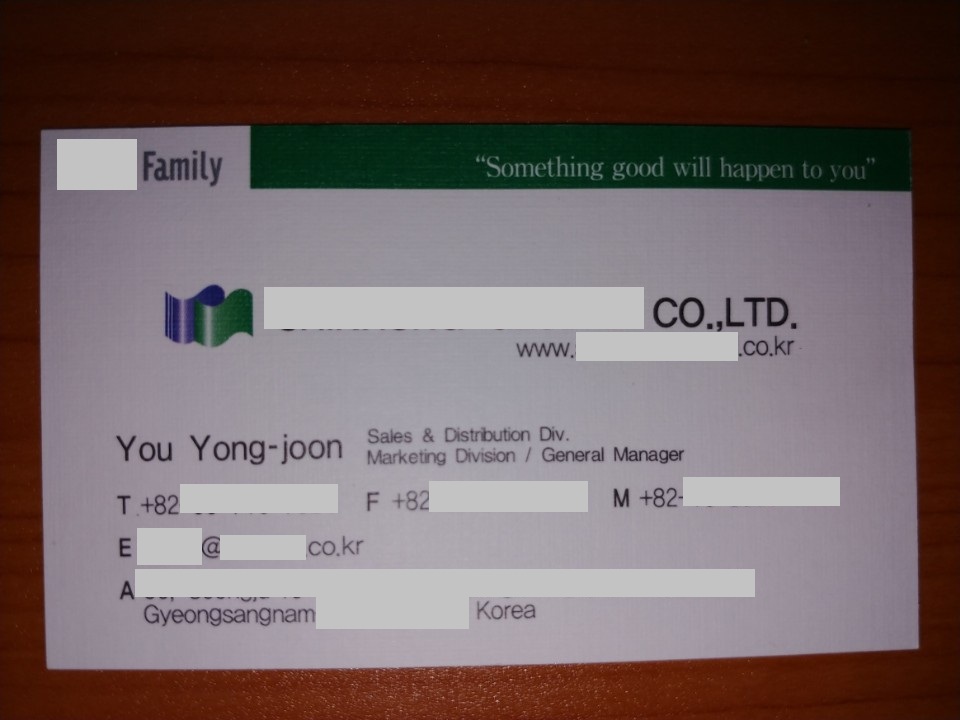 Family
“Something good will happen to you”
CO.,LTD.
www. .co.kr
You Yong-joon
Sales & Distribution Div.
Marketing Division / General Manager
T +82 F +82 M +82-
E @ .co.kr
A
Gyeongsangnam Korea